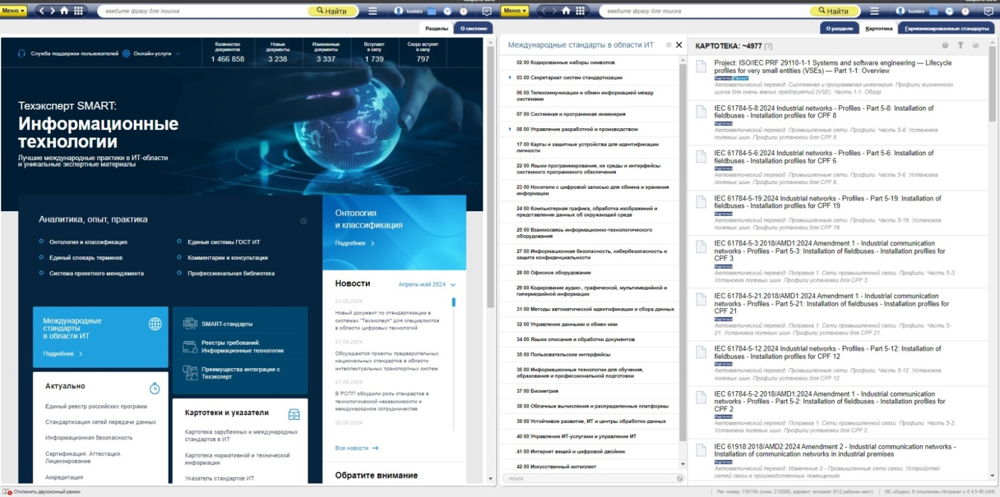 Меню
введите фразу для поиска
Найти
kodeks
Разделы
О системе
Служба поддержки пользователей
Онлайн-услуги
Количество
документов
1 466 858
Новые
документы
3 238
Измененные
документы
3 337
Вступают
в силу
1 739
Скоро вступят
в силу
797
Техэксперт SMART:
Информационные
технологии
Лучшие международные практики в ИТ-области
и уникальные экспертные материалы
Аналитика, опыт, практика
Онтология и классификация
Единый словарь терминов
Система проектного менеджмента
Единые системы ГОСТ ИТ
Комментарии и консультации
Профессиональная библиотека
Онтология
и классификация
Подробнее
Международные
стандарты
в области ИТ
Подробнее
SMART-стандарты
Реестры требований:
Информационные технологии
Преимущества интеграции с
Техэксперт
Актуально
Единый реестр российских программ
Стандартизация сетей передачи данных
Информационная безопасность
Сертификация. Аттестация.
Лицензирование
Аккредитация
Картотеки и указатели
Картотека зарубежных и международных
стандартов в ИТ
Картотека нормативной и технической
информации
Указатель стандартов ИТ
Новости
Апрель-май 2024
21.05.2024
Новый документ по стандартизации в
системах "Техэксперт" для специалистов
в области цифровых технологий
21.05.2024
Обсуждаются проекты предварительных
национальных стандартов в области
интеллектуальных транспортных систем
21.05.2024
В РСПП обсудили роль стандартов в
технологической независимости и
международном сотрудничестве
20.05.2024
Все новости
Обратите внимание
Отключить двухоконный режим
Меню
введите фразу для поиска
Найти
kodeks
О разделе
Картотека
Гармонизированные стандарты
Международные стандарты в области ИТ
02 00 Кодированные наборы символов
03 00 Секретариат систем стандартизации
06 00 Телекоммуникации и обмен информацией между
системами
07 00 Системная и программная инженерия
08 00 Управление разработкой и производством
17 00 Карты и защитные устройства для идентификации
личности
22 00 Языки программирования, их среды и интерфейсы
системного программного обеспечения
23 00 Носители с цифровой записью для обмена и хранения
информации
24 00 Компьютерная графика, обработка изображений и
представление данных об окружающей среде
25 00 Взаимосвязь информационно-технологического
оборудования
27 00 Информационная безопасность, кибербезопасность и
защита конфиденциальности
28 00 Офисное оборудование
29 00 Кодирование аудио-, графической, мультимедийной и
гипермедийной информации
31 00 Методы автоматической идентификации и сбора данных
32 00 Управление данными и обмен ими
34 00 Языки описания и обработки документов
35 00 Пользовательские интерфейсы
36 00 Информационные технологии для обучения,
образования и профессиональной подготовки
37 00 Биометрия
38 00 Облачные вычисления и распределенные платформы
39 00 Устойчивое развитие, ИТ и центры обработки данных
40 00 Управление ИТ-услугами и управление ИТ
41 00 Интернет вещей и цифровой двойник
42 00 Искусственный интеллект
поиск
КАРТОТЕКА: ~4977 [?]
Project: ISO/IEC PRF 29110-1-1 Systems and software engineering — Lifecycle
profiles for very small entities (VSEs) — Part 1-1: Overview
Карточка Проект
Автоматический перевод: Системная и программная инженерия. Профили жизненного
цикла для очень малых предприятий (VSE). Часть 1-1. Обзор
IEC 61784-5-8:2024 Industrial networks - Profiles - Part 5-8: Installation of
fieldbuses - Installation profiles for CPF 8
Карточка
Автоматический перевод: Промышленные сети. Профили. Часть 5-8. Установка
полевых шин. Профили установки для CPF 8.
IEC 61784-5-6:2024 Industrial networks - Profiles - Part 5-6: Installation of
fieldbuses - Installation profiles for CPF 6
Карточка
Автоматический перевод: Промышленные сети. Профили. Часть 5-6. Установка
полевых шин. Профили установки для CPF 6.
IEC 61784-5-19:2024 Industrial networks - Profiles - Part 5-19: Installation of
fieldbuses - Installation profiles for CPF 19
Карточка
Автоматический перевод: Промышленные сети. Профили. Часть 5-19. Установка
полевых шин. Профили установки для CPF 19.
IEC 61784-5-3:2018/AMD1:2024 Amendment 1 - Industrial communication
networks - Profiles - Part 5-3: Installation of fieldbuses - Installation profiles for
CPF 3
Карточка
Автоматический перевод: Поправка 1. Сети промышленной связи. Профили. Часть 5-3.
Установка полевых шин. Профили установки для CPF 3.
IEC 61784-5-21:2018/AMD1:2024 Amendment 1 - Industrial communication
networks - Profiles - Part 5-21: Installation of fieldbuses - Installation profiles for
CPF 21
Карточка
Автоматический перевод: Поправка 1. Сети промышленной связи. Профили. Часть 5-
21. Установка полевых шин. Профили установки для CPF 21.
IEC 61784-5-12:2024 Industrial networks - Profiles - Part 5-12: Installation of
fieldbuses - Installation profiles for CPF 12
Карточка
Автоматический перевод: Промышленные сети. Профили. Часть 5-12. Установка
полевых шин. Профили установки для CPF 12
IEC 61784-5-2:2018/AMD1:2024 Amendment 1 - Industrial communication
networks - Profiles - Part 5-2: Installation of fieldbuses - Installation profiles for
CPF 2
Карточка
Автоматический перевод: Поправка 1. Сети промышленной связи. Профили. Часть 5-2.
Установка полевых шин. Профили установки для CPF 2.
IEC 61918:2018/AMD2:2024 Amendment 2 - Industrial communication networks -
Installation of communication networks in industrial premises
Карточка
Автоматический перевод: Изменение 2 - Промышленные сети связи. Устройство
сетей связи в производственных помещениях
Рег. номер: 116116s (ключ: 210288), вариант: интранет (512 рабочих мест)
ИС «Кодекс: 6 поколение» Интранет v. 6.4.5.46 (x64)